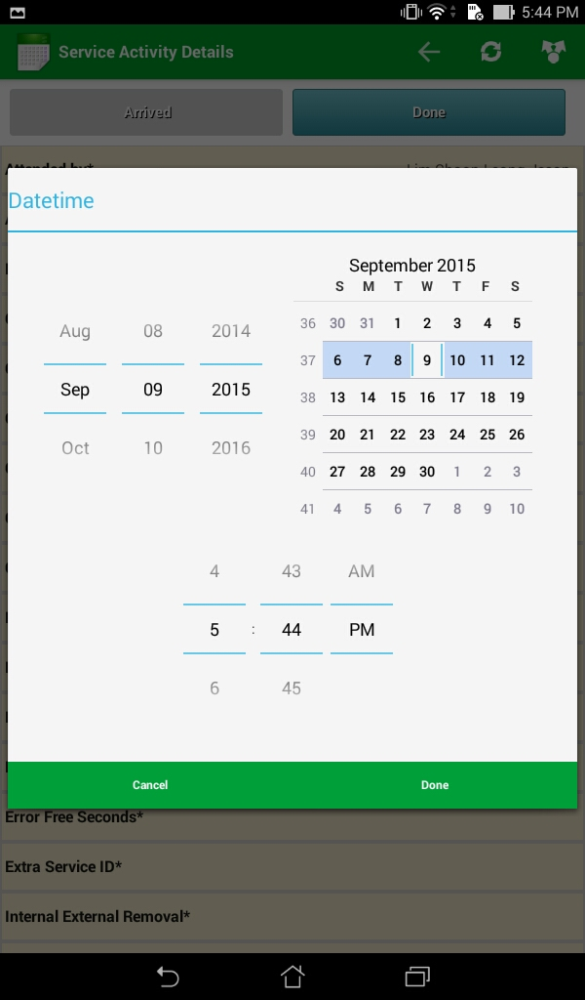 5:44 PM
Service Activity Details
Arrived Done
Attended by*
Datetime
September 2015
S M T W T F S
36 30 31 1 2 3 4 5
37 6 7 8 9 10 11 12
38 13 14 15 16 17 18 19
39 20 21 22 23 24 25 26
40 27 28 29 30 1 2 3
41 4 5 6 7 8 9 10
Aug 08 2014
Sep 09 2015
Oct 10 2016
4 43 AM
5 : 44 PM
6 45
Cancel Done
Error Free Seconds*
Extra Service ID*
Internal External Removal*